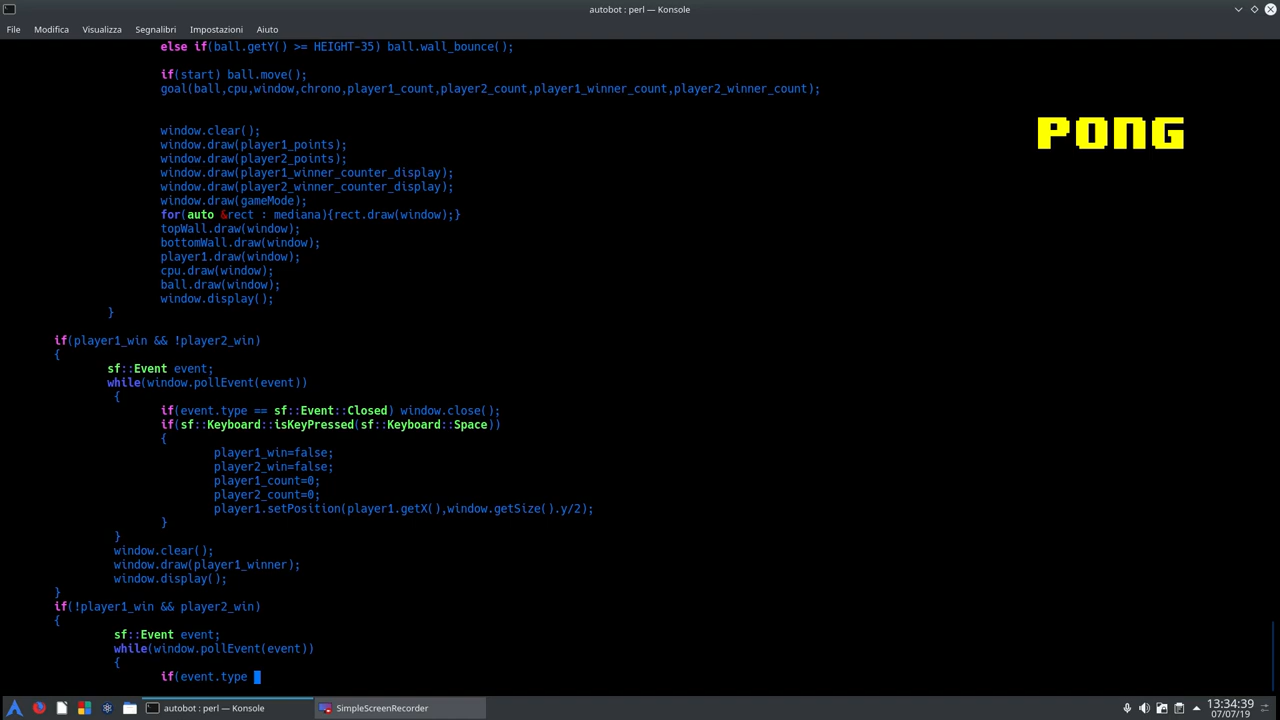 autobot : perl — Konsole
File Modifica Visualizza Segnalibri Impostazioni Aiuto
else if(ball.getY() >= HEIGHT-35) ball.wall_bounce();
if(start) ball.move();
goal(ball,cpu,window,chrono,player1_count,player2_count,player1_winner_count,player2_winner_count);
PONG
window.clear();
window.draw(player1_points);
window.draw(player2_points);
window.draw(player1_winner_counter_display);
window.draw(player2_winner_counter_display);
window.draw(gameMode);
for(auto &rect : mediana){rect.draw(window);}
topWall.draw(window);
bottomWall.draw(window);
player1.draw(window);
cpu.draw(window);
ball.draw(window);
window.display();
}
if(player1_win && !player2_win)
{
sf::Event event;
while(window.pollEvent(event))
{
if(event.type == sf::Event::Closed) window.close();
if(sf::Keyboard::isKeyPressed(sf::Keyboard::Space))
{
player1_win=false;
player2_win=false;
player1_count=0;
player2_count=0;
player1.setPosition(player1.getX(),window.getSize().y/2);
}
}
window.clear();
window.draw(player1_winner);
window.display();
}
if(!player1_win && player2_win)
{
sf::Event event;
while(window.pollEvent(event))
{
if(event.type
autobot : perl — Konsole SimpleScreenRecorder 13:34:39
07/07/19